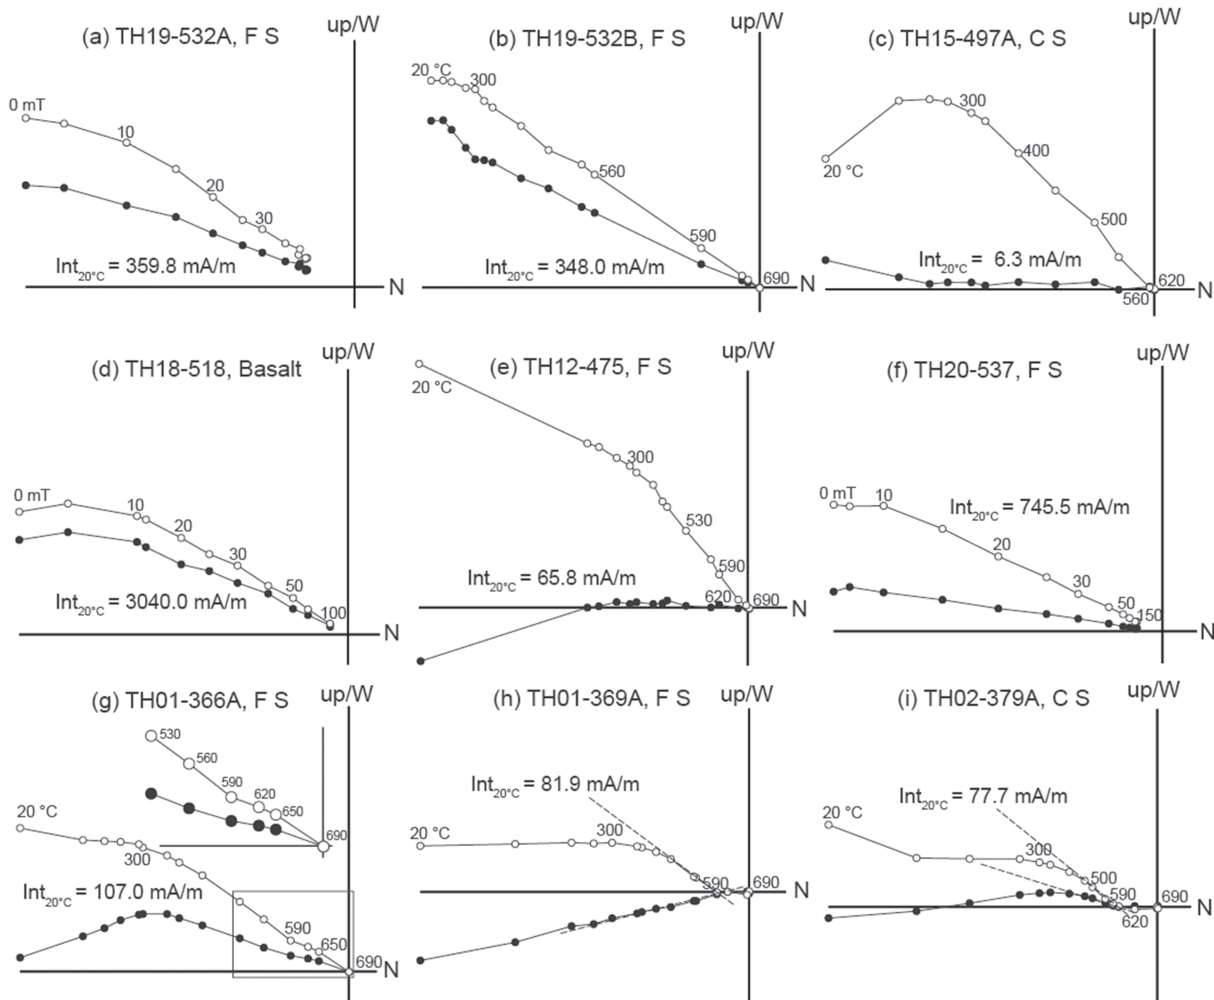 (a) TH19-532A, F S
up/W
0 mT
10
20
30
Int20°C = 359.8 mA/m
N
(b) TH19-532B, F S
up/W
20 °C
300
560
590
Int20°C = 348.0 mA/m
690
N
(c) TH15-497A, C S
up/W
300
20 °C
400
500
Int20°C = 6.3 mA/m
620
560
N
(d) TH18-518, Basalt
up/W
0 mT
10
20
30
50
100
Int20°C = 3040.0 mA/m
N
(e) TH12-475, F S
up/W
20 °C
300
530
590
Int20°C = 65.8 mA/m
620
690
N
(f) TH20-537, F S
up/W
0 mT
10
Int20°C = 745.5 mA/m
20
30
50
150
N
(g) TH01-366A, F S
up/W
530
560
590
620
650
690
20 °C
300
Int20°C = 107.0 mA/m
590
650
690
N
(h) TH01-369A, F S
up/W
Int20°C = 81.9 mA/m
20 °C
300
590
690
N
(i) TH02-379A, C S
up/W
Int20°C = 77.7 mA/m
20 °C
300
500
590
690
620
N